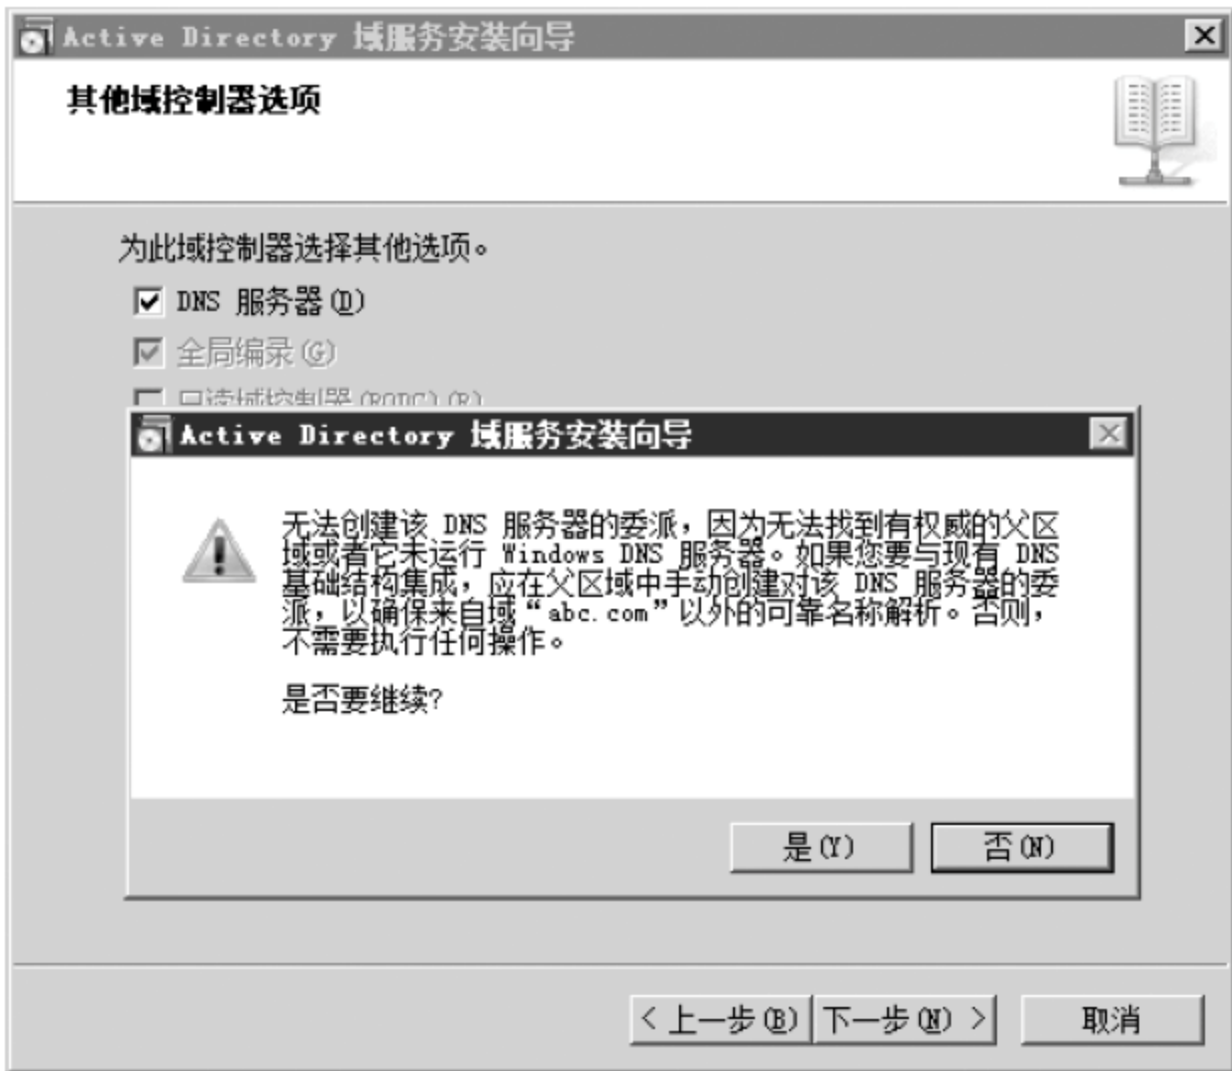 Active Directory 域服务安装向导
其他域控制器选项
为此域控制器选择其他选项。
DNS 服务器(D)
全局编录(G)
只读域控制器(RODC)(R)
Active Directory 域服务安装向导
无法创建该 DNS 服务器的委派，因为无法找到有权威的父区
域或者它未运行 Windows DNS 服务器。如果您要与现有 DNS
基础结构集成，应在父区域中手动创建对该 DNS 服务器的委
派，以确保来自域“abc.com”以外的可靠名称解析。否则，
不需要执行任何操作。
是否要继续?
是(Y)
否(N)
< 上一步(B)
下一步(N) >
取消